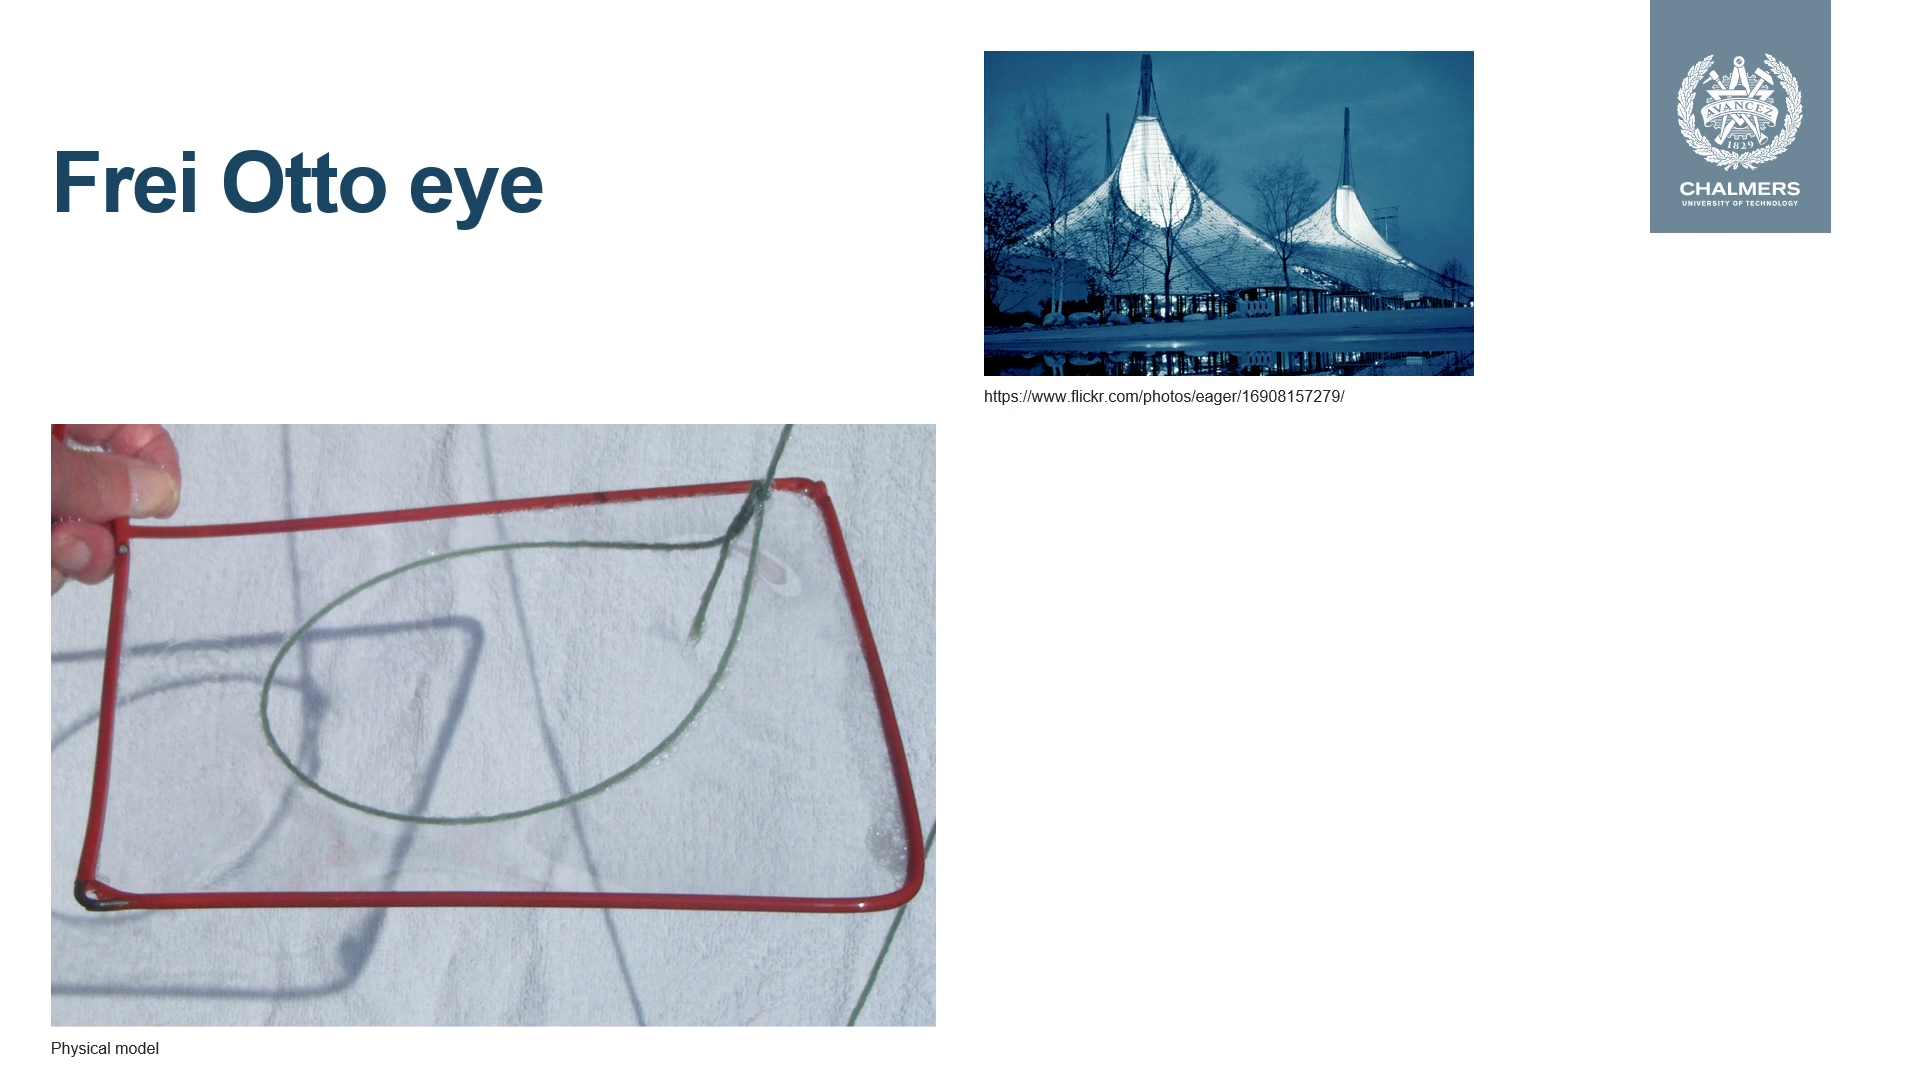 Frei Otto eye
https://www.flickr.com/photos/eager/16908157279/
AVANCEZ
1829
CHALMERS
UNIVERSITY OF TECHNOLOGY
Physical model